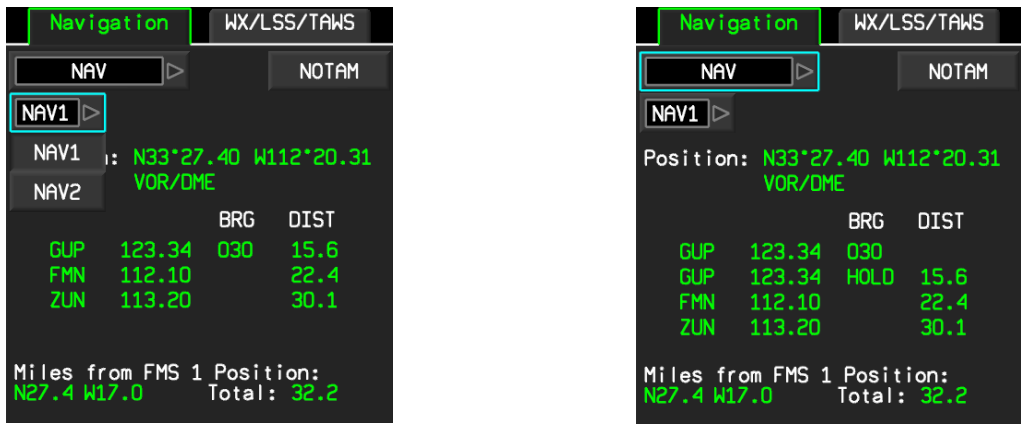 Navigation WX/LSS/TAWS
NAV NOTAM
NAV1
NAV1 : N33°27.40 W112°20.31
NAV2 VOR/DME
BRG DIST
GUP 123.34 030 15.6
FMN 112.10 22.4
ZUN 113.20 30.1
Miles from FMS 1 Position:
N27.4 W17.0 Total: 32.2
Navigation WX/LSS/TAWS
NAV NOTAM
NAV1
Position: N33°27.40 W112°20.31
VOR/DME
BRG DIST
GUP 123.34 030
GUP 123.34 HOLD 15.6
FMN 112.10 22.4
ZUN 113.20 30.1
Miles from FMS 1 Position:
N27.4 W17.0 Total: 32.2